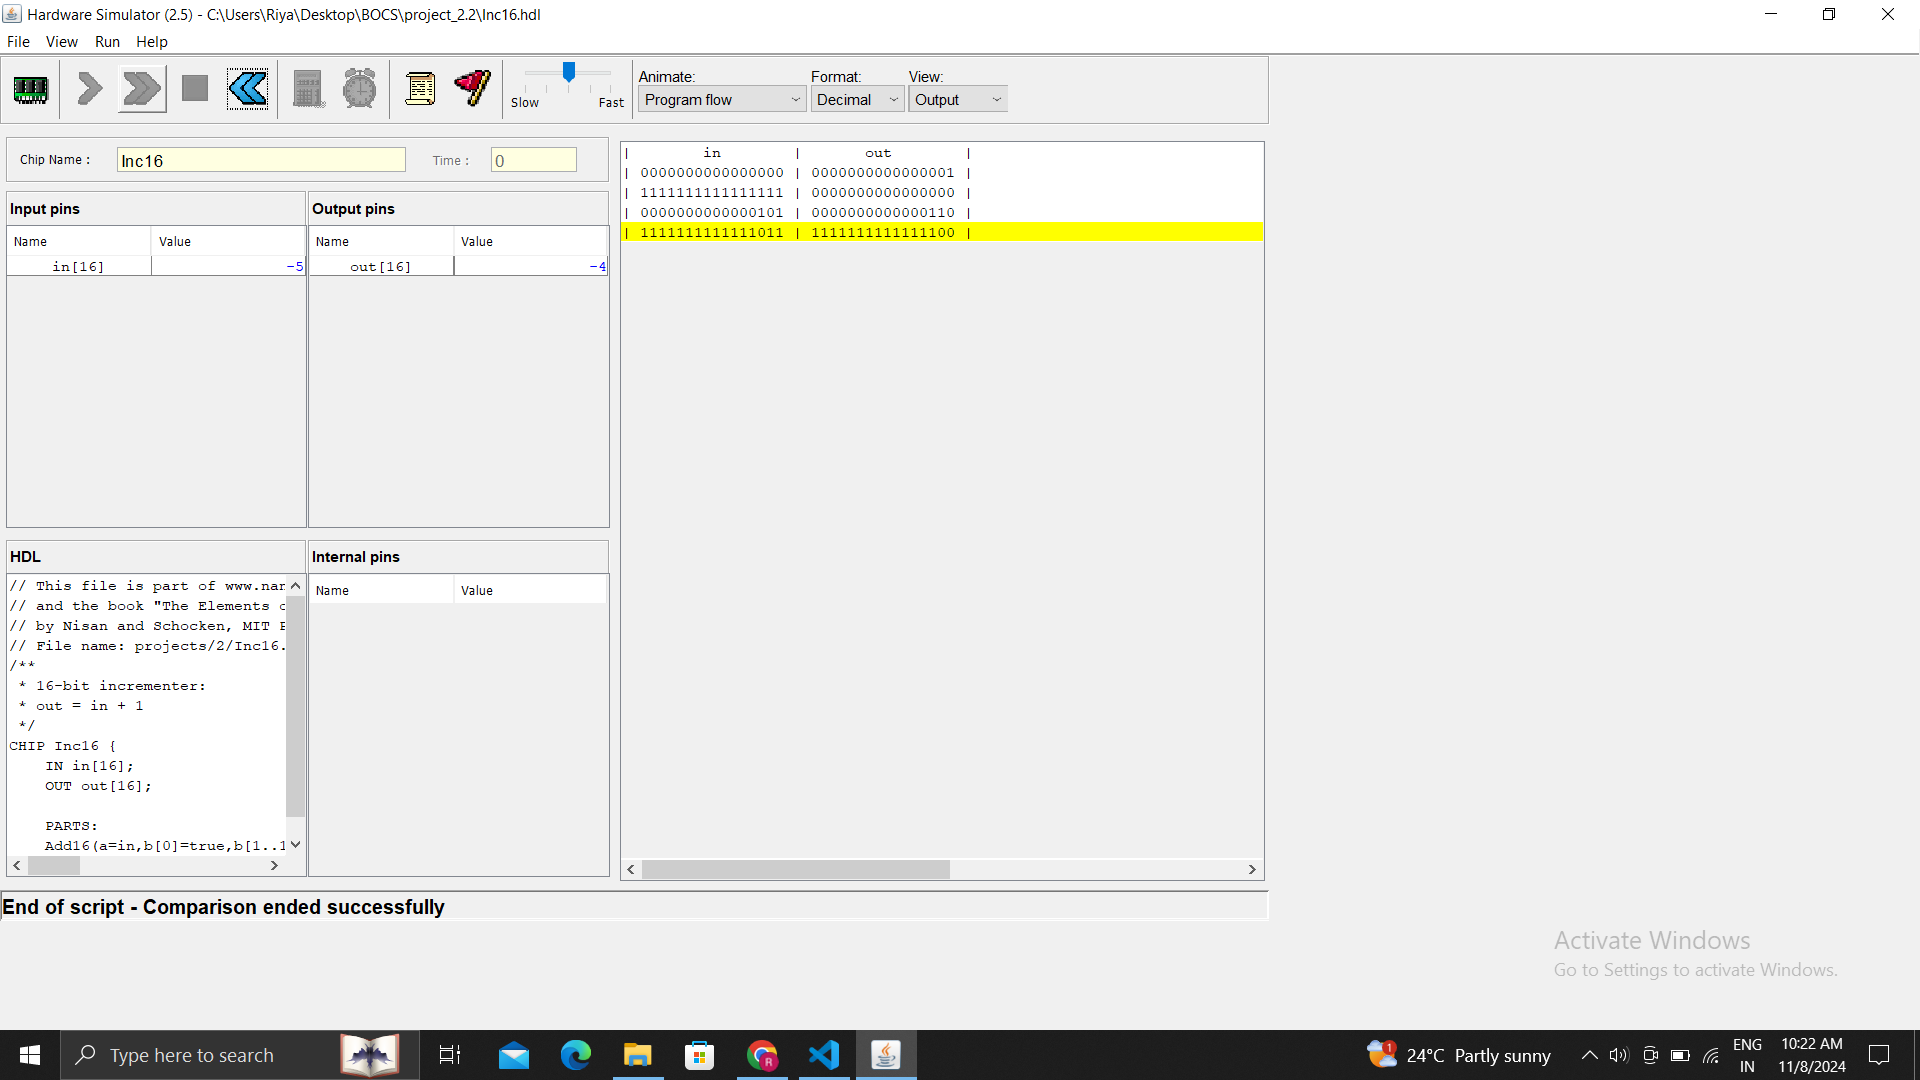 Hardware Simulator (2.5) - C:\Users\Riya\Desktop\BOCS\project_2.2\Inc16.hdl
File View Run Help
Slow Fast
Animate: Format: View:
Program flow Decimal Output
Chip Name : Inc16 Time : 0
Input pins
Name Value
in[16] -5
Output pins
Name Value
out[16] -4
| in | out |
| 0000000000000000 | 0000000000000001 |
| 1111111111111111 | 0000000000000000 |
| 0000000000000101 | 0000000000000110 |
| 1111111111111011 | 1111111111111100 |
HDL
// This file is part of www.nan
// and the book "The Elements o
// by Nisan and Schocken, MIT P
// File name: projects/2/Inc16.
/**
* 16-bit incrementer:
* out = in + 1
*/
CHIP Inc16 {
IN in[16];
OUT out[16];
PARTS:
Add16(a=in,b[0]=true,b[1..1
Internal pins
Name Value
End of script - Comparison ended successfully
Activate Windows
Go to Settings to activate Windows.
Type here to search
R
1
24°C Partly sunny
ENG
IN
10:22 AM
11/8/2024